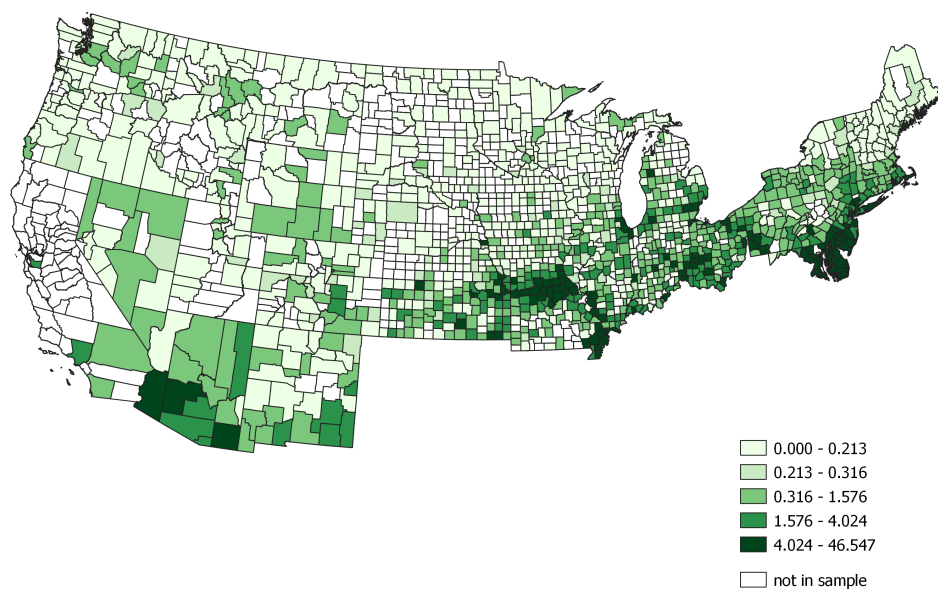 0.000 - 0.213
0.213 - 0.316
0.316 - 1.576
1.576 - 4.024
4.024 - 46.547
not in sample